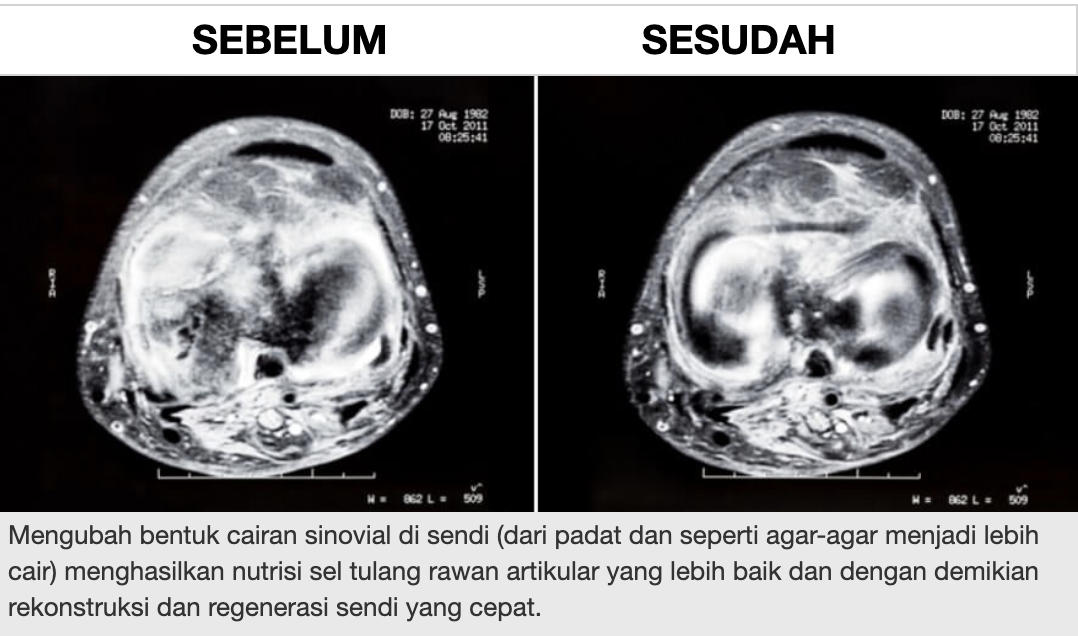 SEBELUM
SESUDAH
DOB: 27 Aug 1982
17 Oct 2011
08:25:41
DOB: 27 Aug 1982
17 Oct 2011
08:25:41
W = 862 L = 509
W = 862 L = 509
Mengubah bentuk cairan sinovial di sendi (dari padat dan seperti agar-agar menjadi lebih
cair) menghasilkan nutrisi sel tulang rawan artikular yang lebih baik dan dengan demikian
rekonstruksi dan regenerasi sendi yang cepat.